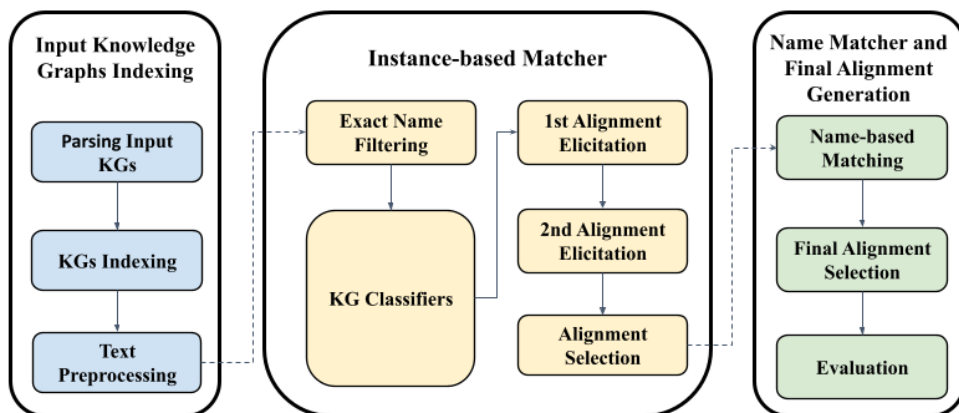 Input Knowledge
Graphs Indexing
Parsing Input
KGs
KGs Indexing
Text
Preprocessing
Instance-based Matcher
Exact Name
Filtering
KG Classifiers
1st Alignment
Elicitation
2nd Alignment
Elicitation
Alignment
Selection
Name Matcher and
Final Alignment
Generation
Name-based
Matching
Final Alignment
Selection
Evaluation